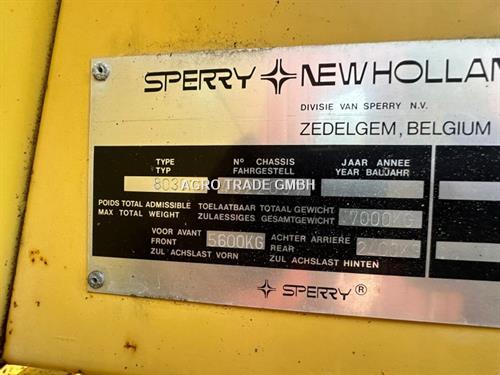 SPERRY NEW HOLLAN
DIVISIE VAN SPERRY N.V.
ZEDELGEM, BELGIUM
TYPE Nº CHASSIS JAAR ANNEE
TYP FAHRGESTELL YEAR BAUJAHR
AGRO TRADE GMBH
POIDS TOTAL ADMISSIBLE TOELAATBAAR TOTAAL GEWICHT
MAX TOTAL WEIGHT ZULAESSIGES GESAMTGEWICHT 7000KG
VOOR AVANT ACHTER ARRIERE
FRONT 5600KG REAR
ZUL ACHSLAST VORN ZUL ACHSLAST HINTEN
SPERRY ®